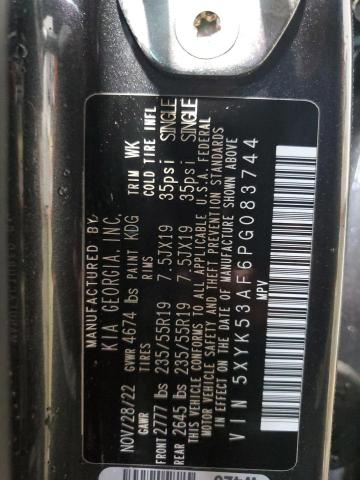 MANUFACTURED BY
KIA GEORGIA, INC.
NOV/28/22 GVWR 4674 lbs PAINT KDG TRIM WK
GAWR TIRES RIMS COLD TIRE INFL
FRONT 2777 lbs 235/55R19 7.5JX19 35psi SINGLE
REAR 2645 lbs 235/55R19 7.5JX19 35psi SINGLE
THIS VEHICLE CONFORMS TO ALL APPLICABLE U.S.A. FEDERAL
MOTOR VEHICLE SAFETY AND THEFT PREVENTION STANDARDS
IN EFFECT ON THE DATE OF MANUFACTURE SHOWN ABOVE
VIN 5XYK53AF6PG083744
MPV